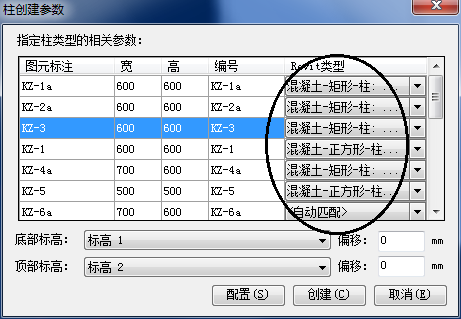 柱创建参数
指定柱类型的相关参数:
图元标注 宽 高 编号 Revit类型
KZ-1a 600 600 KZ-1a 混凝土-矩形-柱: ...
KZ-2a 600 600 KZ-2a 混凝土-矩形-柱: ...
KZ-3 600 600 KZ-3 混凝土-矩形-柱: ...
KZ-1 600 600 KZ-1 混凝土-正方形-柱...
KZ-4a 700 600 KZ-4a 混凝土-矩形-柱: ...
KZ-5 500 500 KZ-5 混凝土-正方形-柱...
KZ-6a 700 600 KZ-6a <自动匹配>
底部标高: 标高 1 偏移: 0 mm
顶部标高: 标高 2 偏移: 0 mm
配置(S) 创建(C) 取消(E)